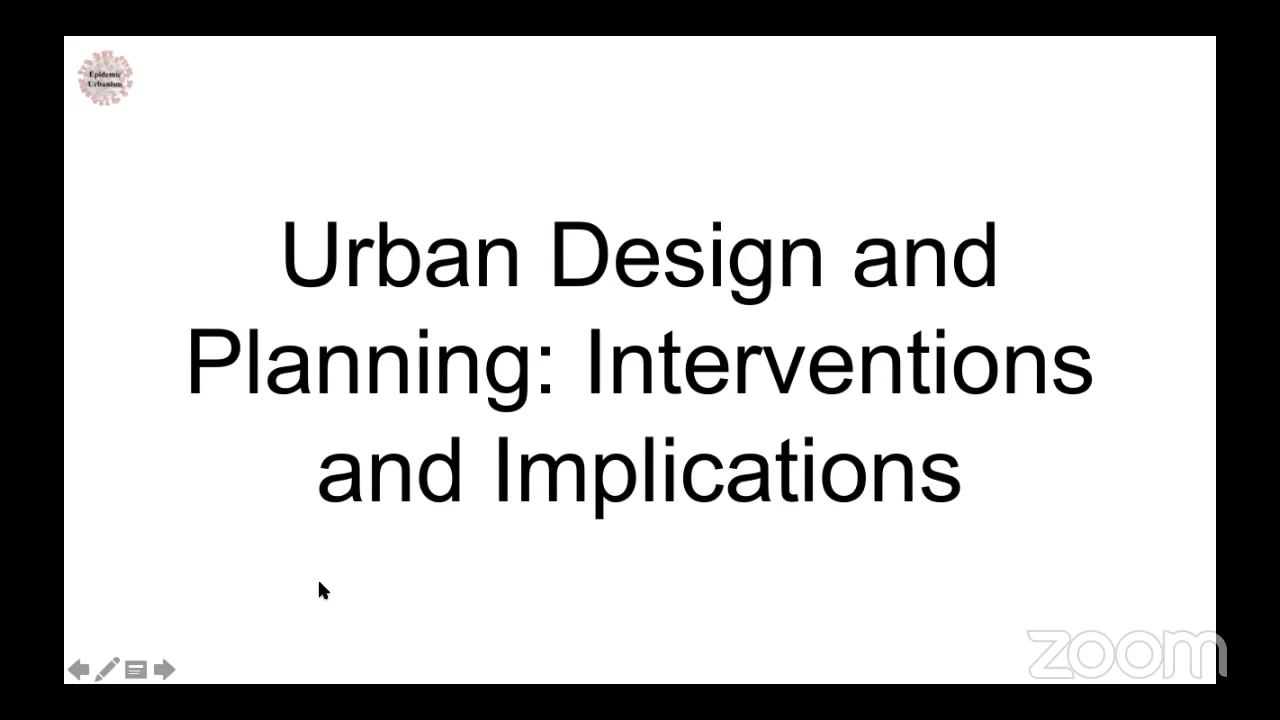 Epidemic
Urbanism
Urban Design and
Planning: Interventions
and Implications
zoom